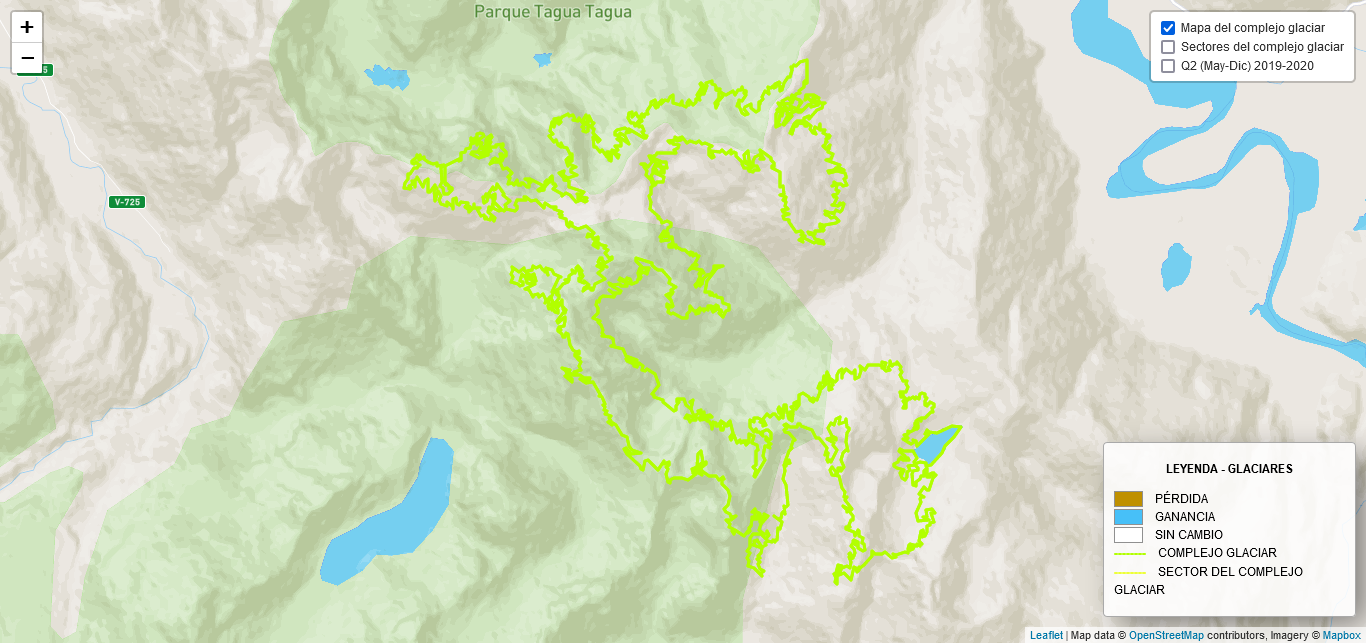 Parque Tagua Tagua
+
−
5
V-725
Mapa del complejo glaciar
Sectores del complejo glaciar
Q2 (May-Dic) 2019-2020
LEYENDA - GLACIARES
PÉRDIDA
GANANCIA
SIN CAMBIO
COMPLEJO GLACIAR
SECTOR DEL COMPLEJO
GLACIAR
Leaflet | Map data © OpenStreetMap contributors, Imagery © Mapbox